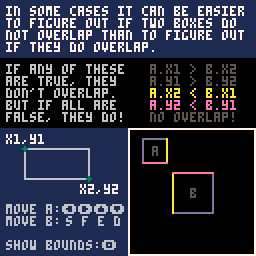 IN SOME CASES IT CAN BE EASIER
TO FIGURE OUT IF TWO BOXES DO
NOT OVERLAP THAN TO FIGURE OUT
IF THEY DO OVERLAP.
IF ANY OF THESE
ARE TRUE, THEY
DON'T OVERLAP.
BUT IF ALL ARE
FALSE, THEY DO!
A.X1 > B.X2
A.Y1 > B.Y2
A.X2 < B.X1
A.Y2 < B.Y1
NO OVERLAP!
X1,Y1
X2,Y2
MOVE A:⬅️➡️⬆️⬇️
MOVE B: S F E D
SHOW BOUNDS:🅾️
A
B